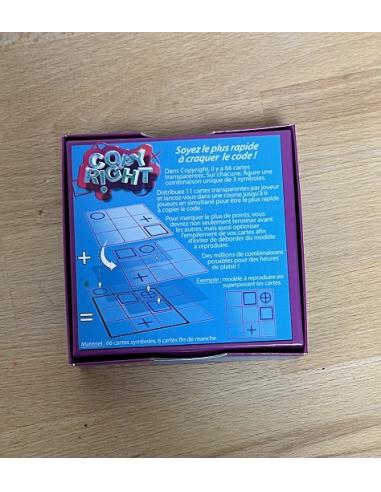 COPY
RIGHT
Soyez le plus rapide
à craquer le code !
Dans Copyright, il y a 66 cartes
transparentes. Sur chacune, figure une
combinaison unique de 3 symboles.
Distribuez 11 cartes transparentes par joueur
et lancez vous dans une course jusqu'à 6
joueurs en simultané pour être le plus rapide
à copier le code.
Pour marquer le plus de points, vous
devrez non seulement terminer avant
les autres, mais aussi optimiser
l'empilement de vos cartes afin
d'éviter de déborder du modèle
à reproduire.
Des millions de combinaisons
possibles pour des heures
de plaisir !
Exemple : modèle à reproduire en
superposant les cartes.
+
=
Matériel : 66 cartes symboles, 6 cartes fin de manche.